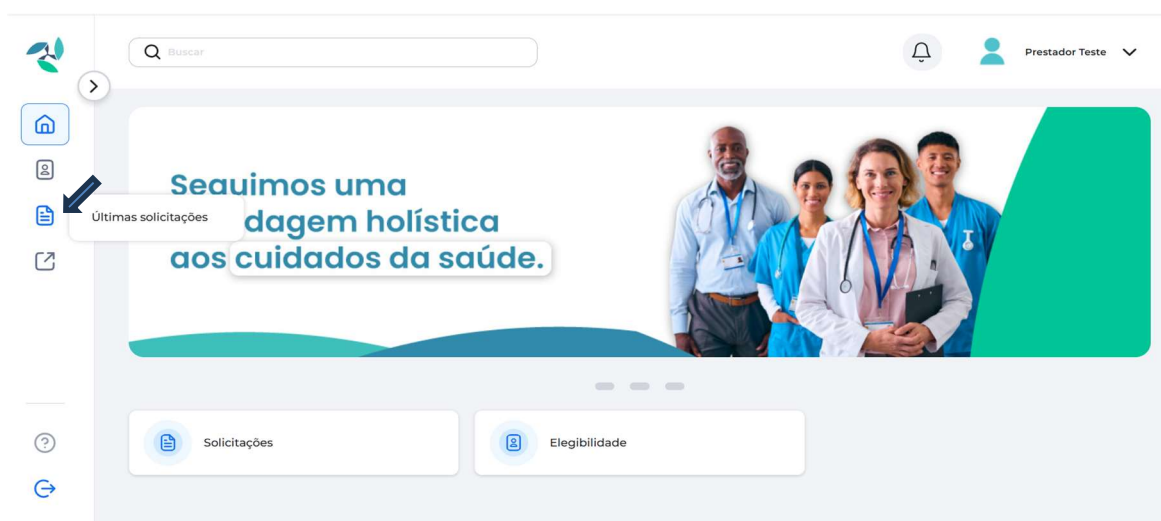 Buscar
Prestador Teste
Seguimos uma
dagem holística
aos cuidados da saúde.
Últimas solicitações
Solicitações
Elegibilidade